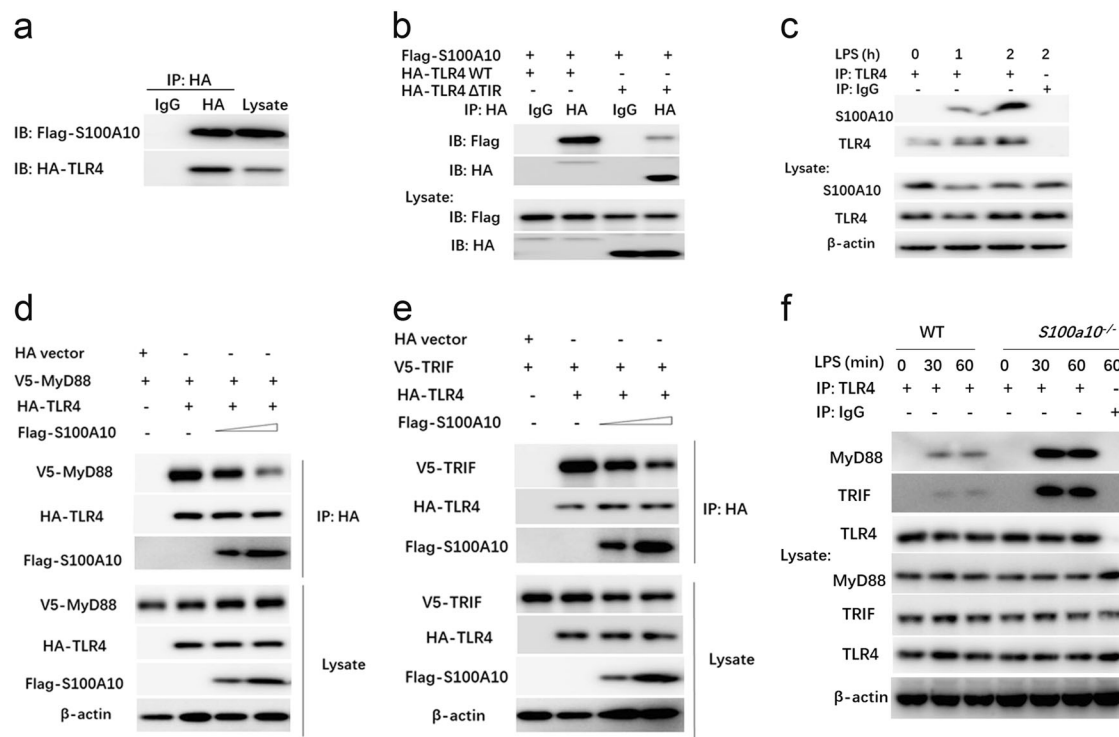 a
IP: HA
IgG HA Lysate
IB: Flag-S100A10
IB: HA-TLR4
b
Flag-S100A10 + + + +
HA-TLR4 WT + + - -
HA-TLR4 ΔTIR - - + +
IP: HA IgG HA IgG HA
IB: Flag
IB: HA
Lysate:
IB: Flag
IB: HA
c
LPS (h) 0 1 2 2
IP: TLR4 + + + -
IP: IgG - - - +
S100A10
TLR4
Lysate:
S100A10
TLR4
β-actin
d
HA vector + - - -
V5-MyD88 + + + +
HA-TLR4 - + + +
Flag-S100A10 - -
V5-MyD88
HA-TLR4
Flag-S100A10
IP: HA
V5-MyD88
HA-TLR4
Flag-S100A10
β-actin
Lysate
e
HA vector + - - -
V5-TRIF + + + +
HA-TLR4 - + + +
Flag-S100A10 - -
V5-TRIF
HA-TLR4
Flag-S100A10
IP: HA
V5-TRIF
HA-TLR4
Flag-S100A10
β-actin
Lysate
f
WT S100a10-/-
LPS (min) 0 30 60 0 30 60 60
IP: TLR4 + + + + + + -
IP: IgG - - - - - - +
MyD88
TRIF
TLR4
Lysate:
MyD88
TRIF
TLR4
β-actin